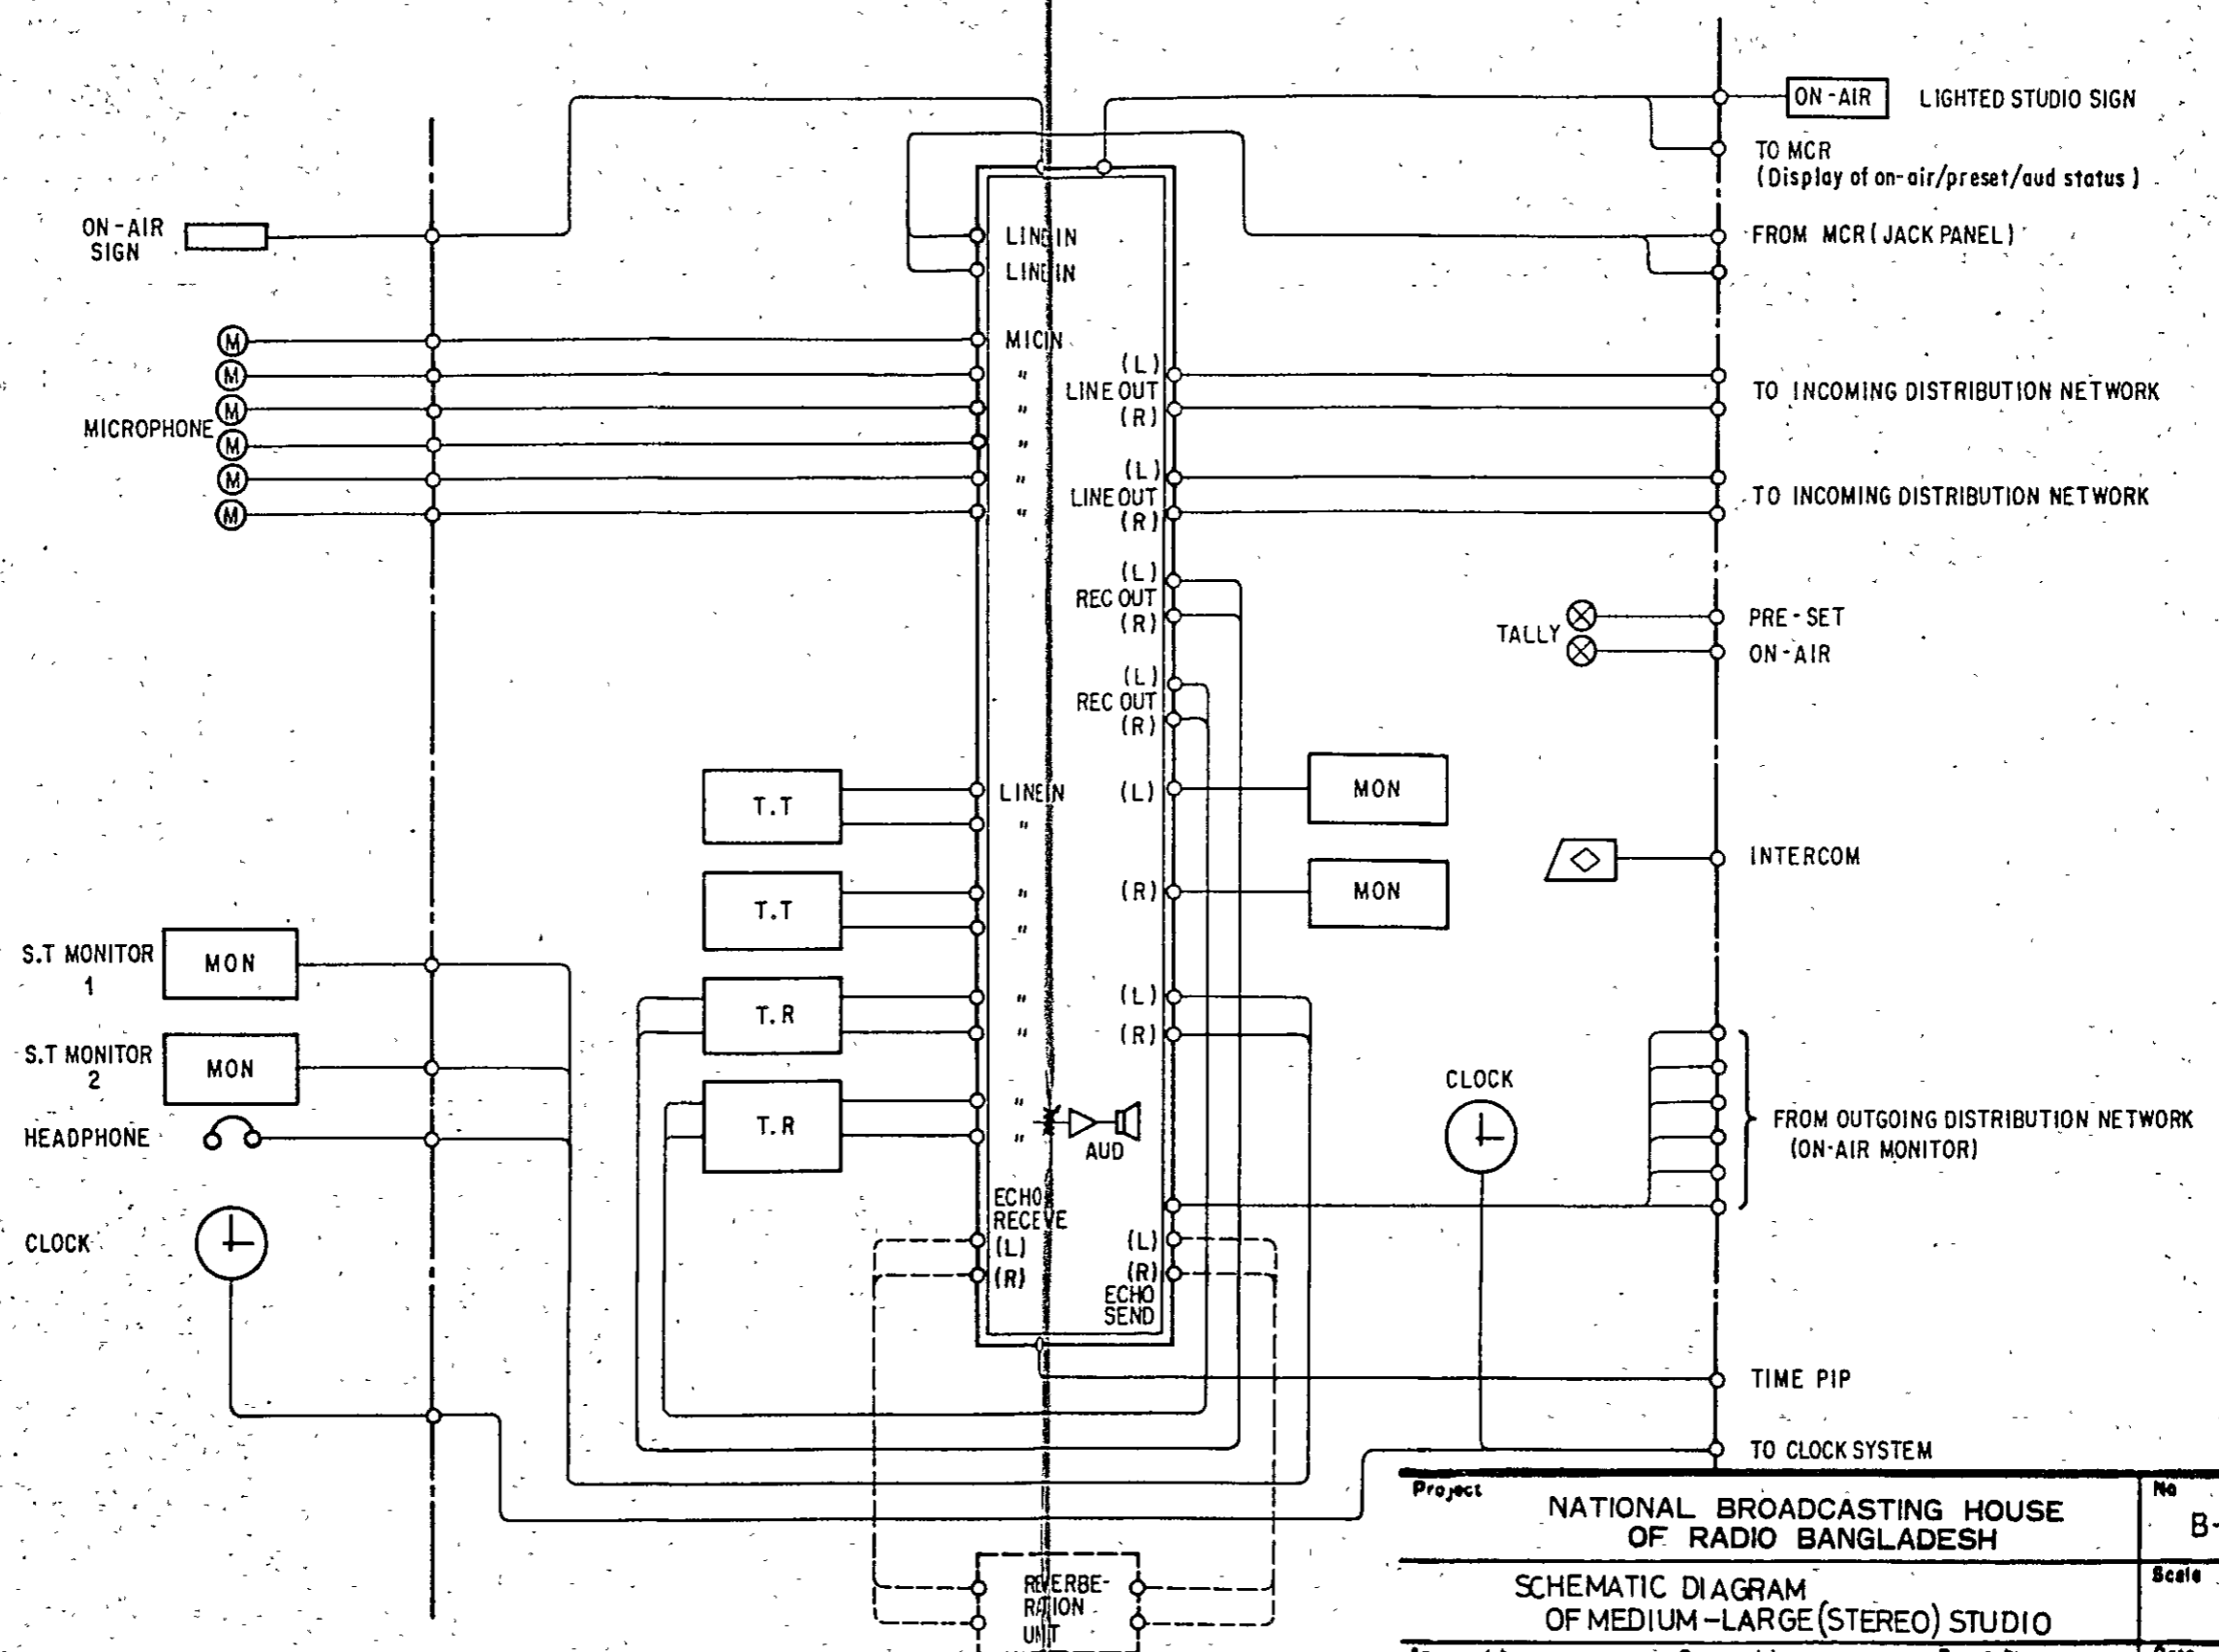 ON-AIR LIGHTED STUDIO SIGN
TO MCR
(Display of on-air/preset/aud status)
ON-AIR
SIGN
LINE IN
FROM MCR (JACK PANEL)
LINE IN
M
MIC IN
M
"
(L)
LINE OUT
(R)
TO INCOMING DISTRIBUTION NETWORK
M
"
MICROPHONE
M
"
M
"
(L)
LINE OUT
(R)
TO INCOMING DISTRIBUTION NETWORK
M
"
(L)
REC OUT
(R)
TALLY
PRE-SET
ON-AIR
(L)
REC OUT
(R)
T.T
LINE IN
"
(L)
MON
INTERCOM
T.T
"
"
(R)
MON
S.T MONITOR
1
MON
T.R
"
"
(L)
(R)
S.T MONITOR
2
MON
T.R
"
"
AUD
CLOCK
FROM OUTGOING DISTRIBUTION NETWORK
(ON-AIR MONITOR)
HEADPHONE
CLOCK
ECHO
RECEVE
(L)
(R)
(L)
(R)
ECHO
SEND
TIME PIP
TO CLOCK SYSTEM
REVERBE-
RATION
UNIT
Project
NATIONAL BROADCASTING HOUSE
OF RADIO BANGLADESH
No
B-
SCHEMATIC DIAGRAM
OF MEDIUM-LARGE (STEREO) STUDIO
Scale